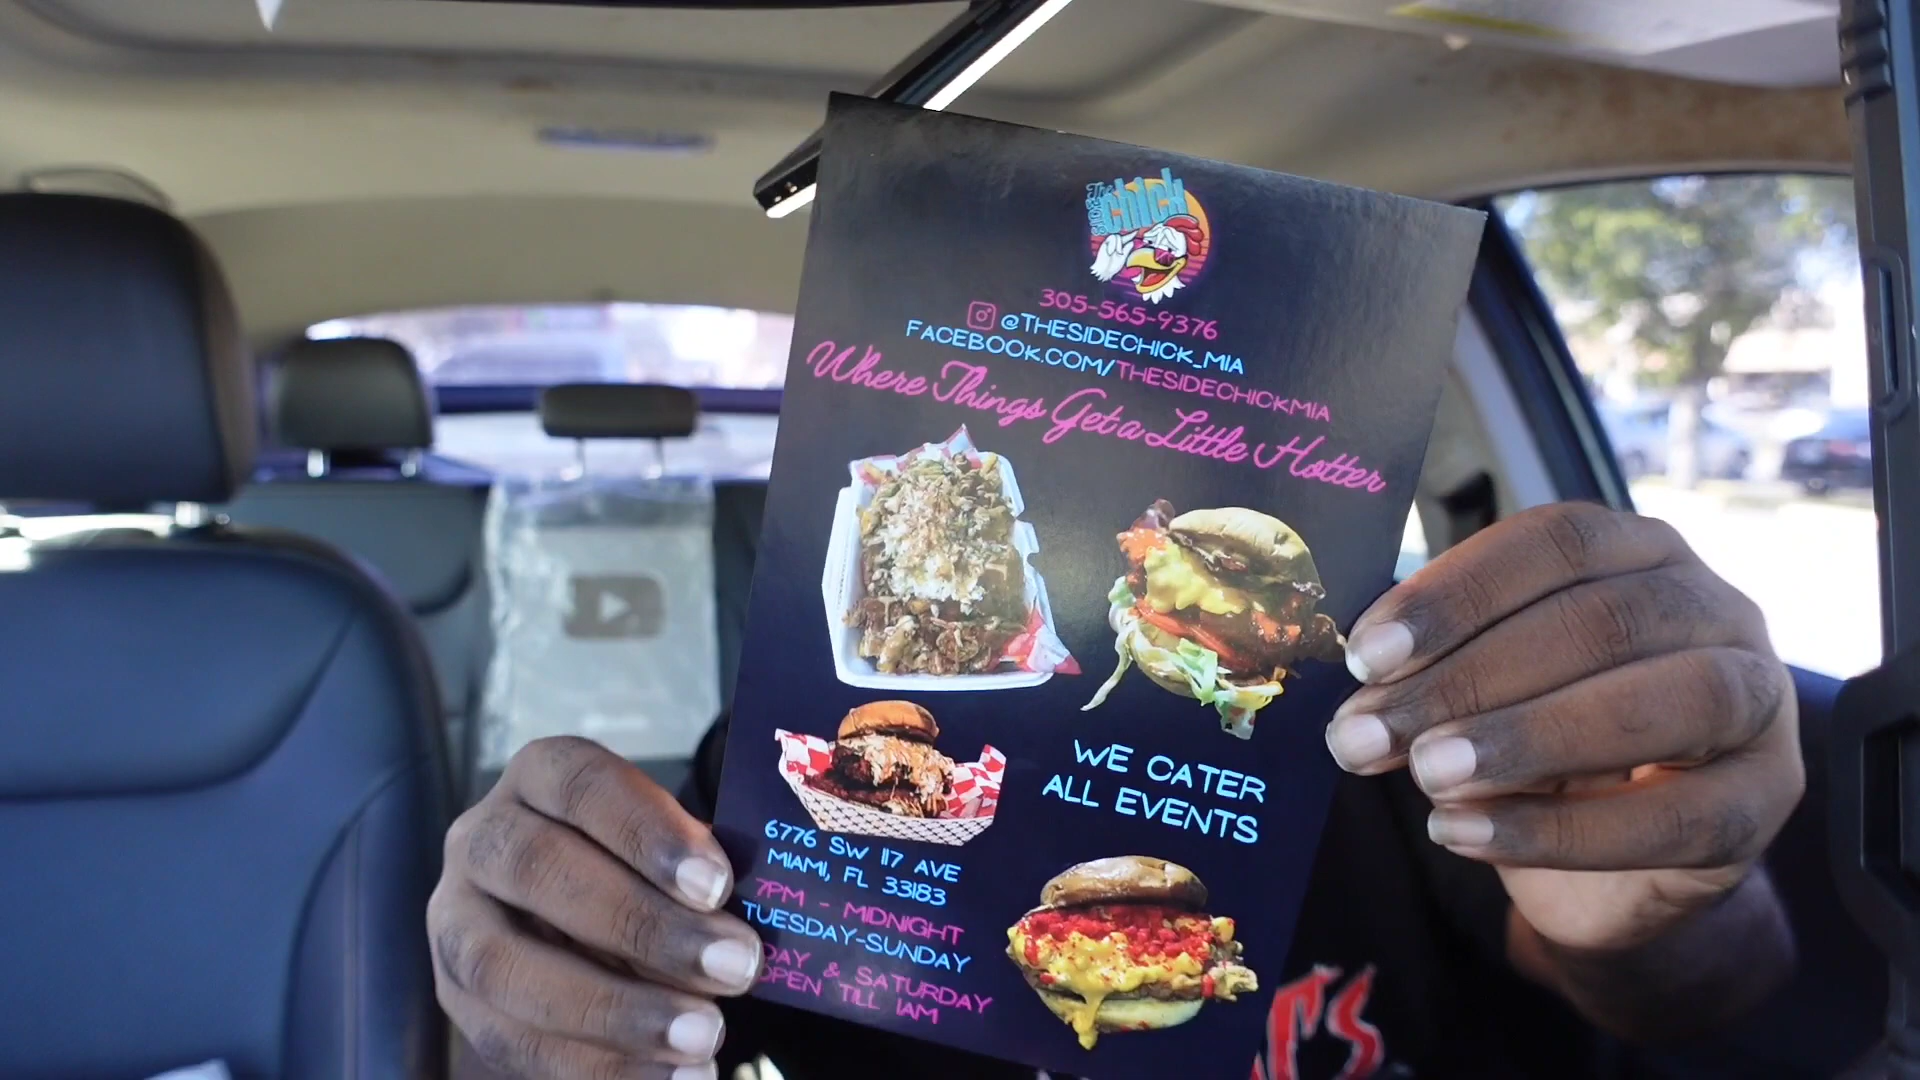 The
SIDE
chick
305-565-9376
@THESIDECHICK_MIA
FACEBOOK.COM/THESIDECHICKMIA
Where Things Get a Little Hotter
WE CATER
ALL EVENTS
6776 SW 117 AVE
MIAMI, FL 33183
7PM - MIDNIGHT
TUESDAY-SUNDAY
DAY & SATURDAY
OPEN TILL 1AM